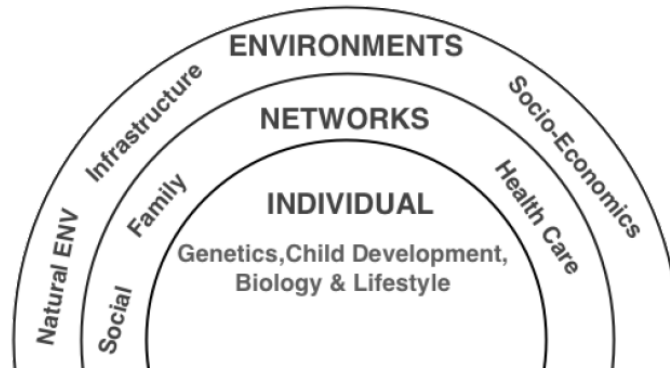 ENVIRONMENTS
Natural ENV
Infrastructure
Socio-Economics
NETWORKS
Social
Family
Health Care
INDIVIDUAL
Genetics,Child Development,
Biology & Lifestyle